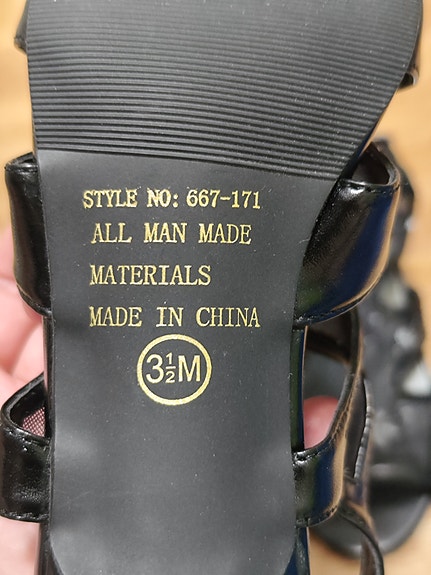 STYLE NO: 667-171
ALL MAN MADE
MATERIALS
MADE IN CHINA
3½M